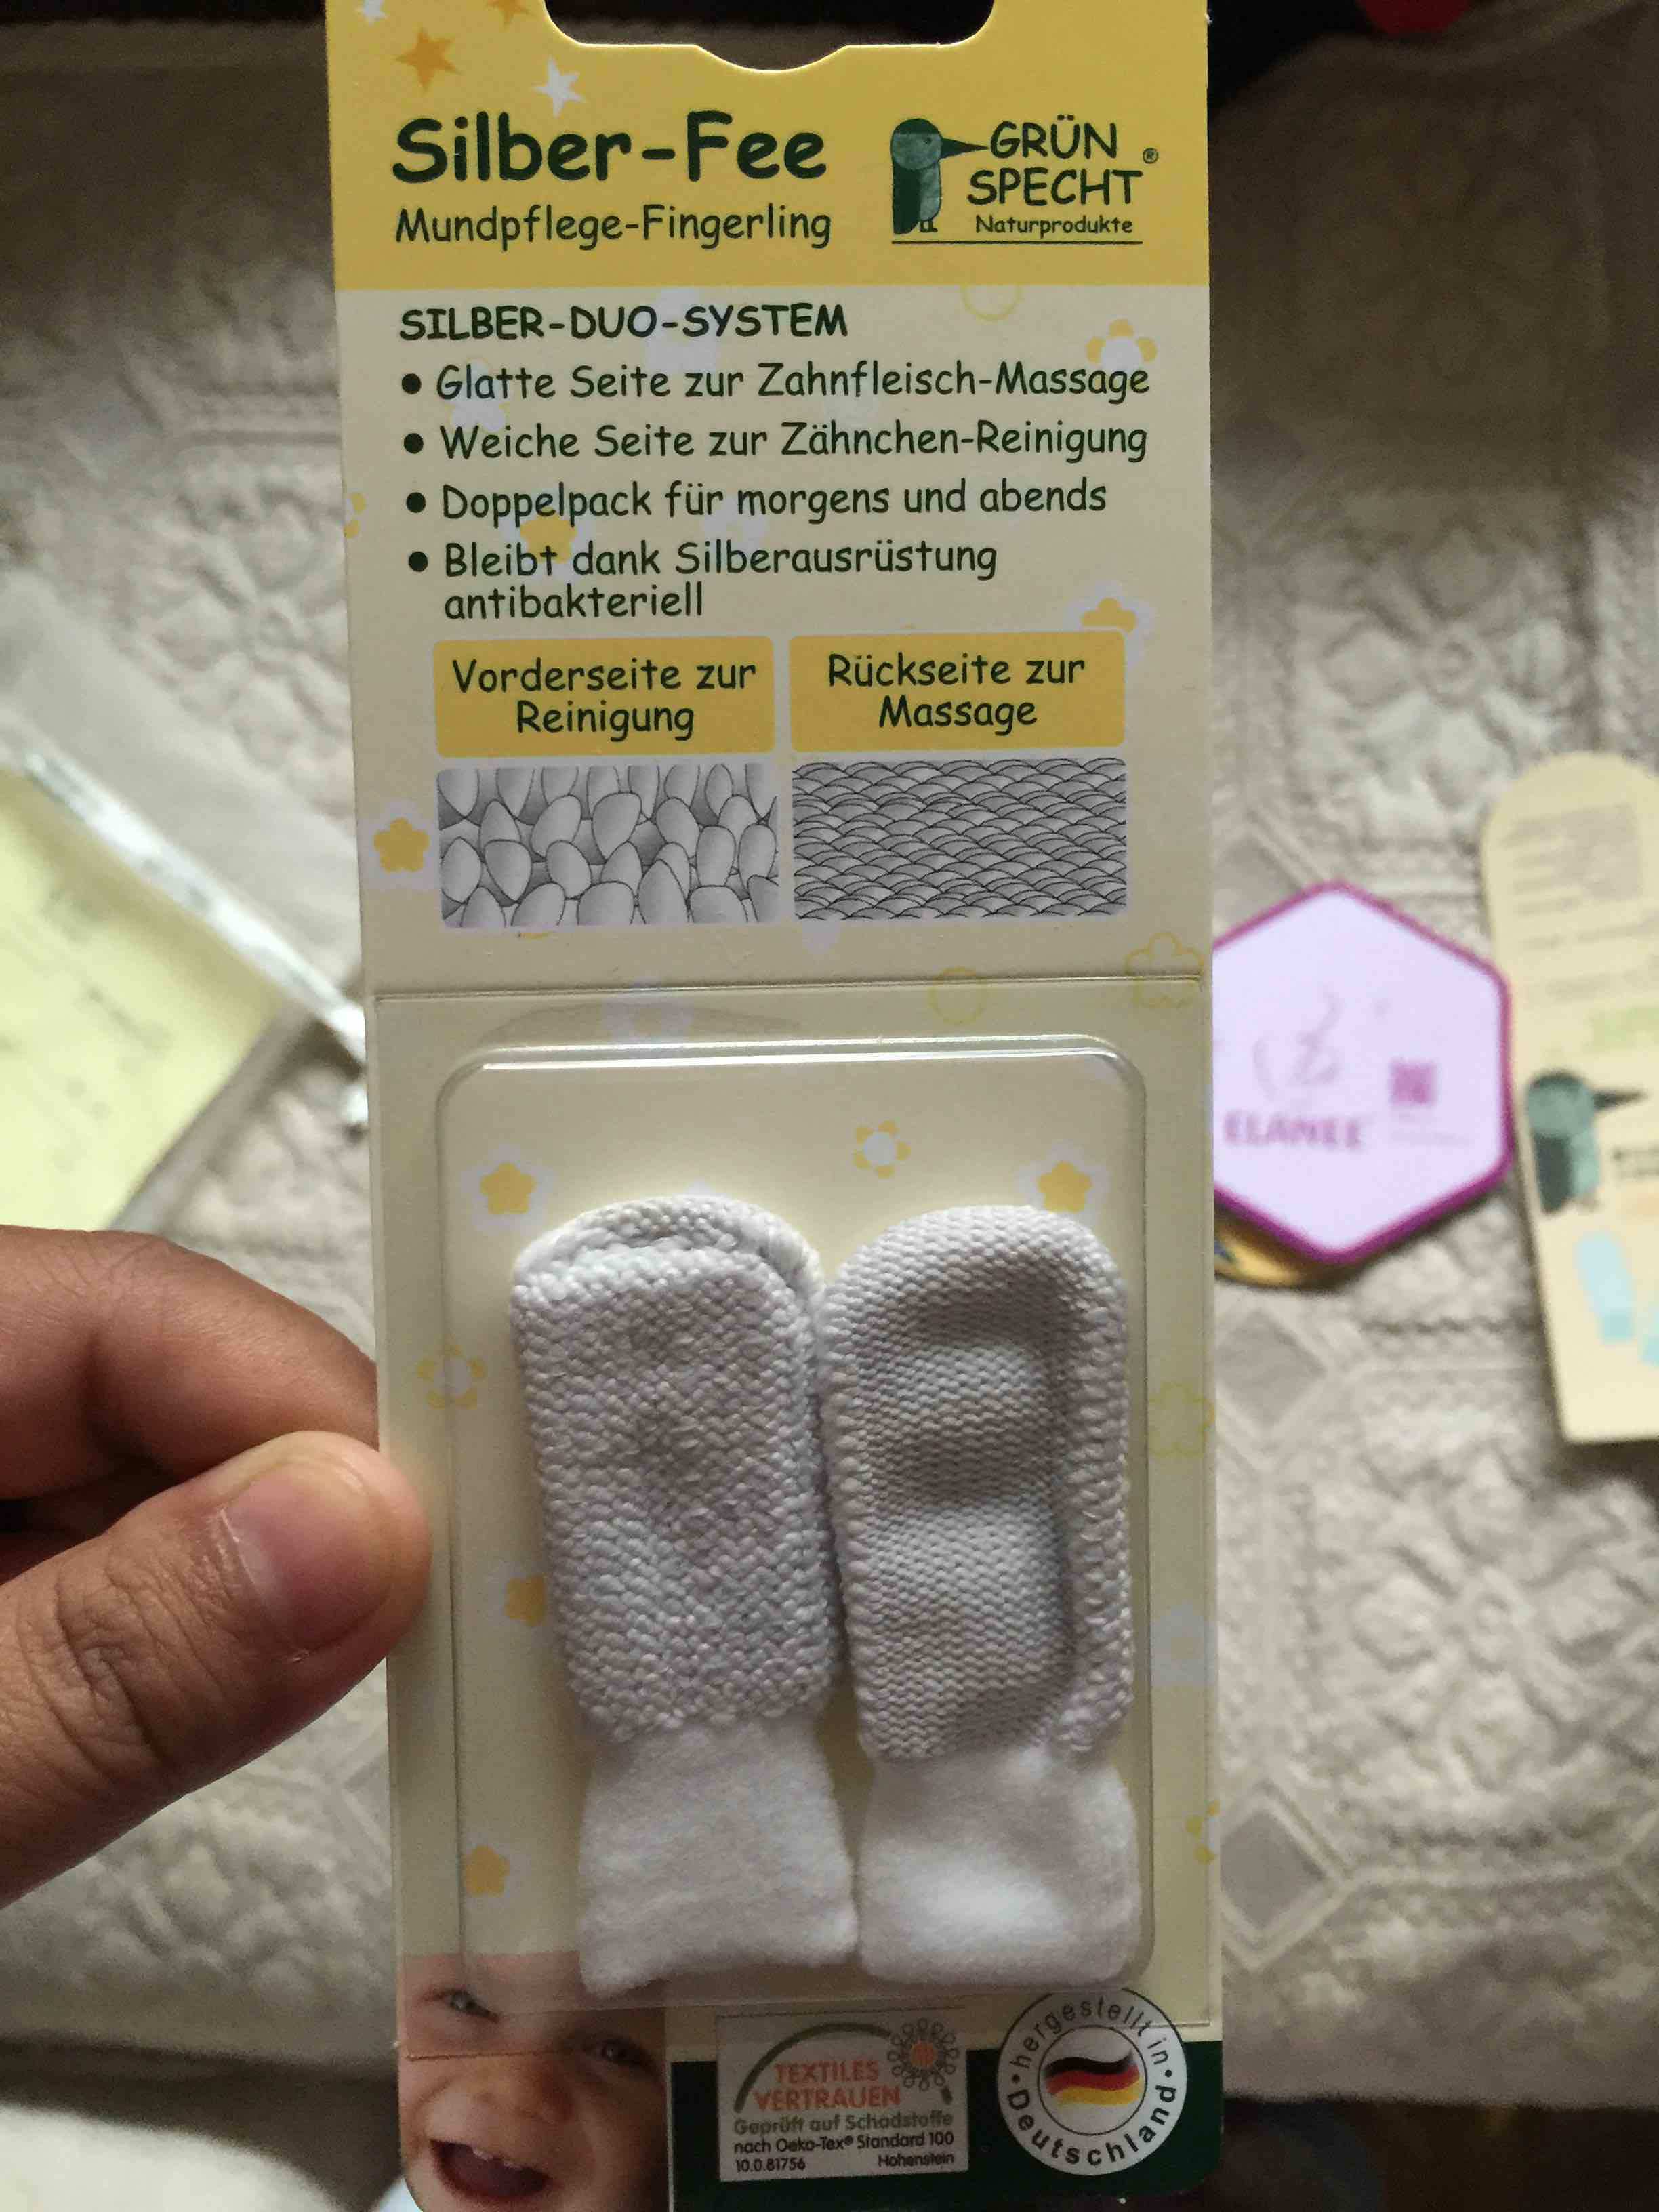 Silber-Fee
Mundpflege-Fingerling
GRÜN
SPECHT®
Naturprodukte
SILBER-DUO-SYSTEM
• Glatte Seite zur Zahnfleisch-Massage
• Weiche Seite zur Zähnchen-Reinigung
• Doppelpack für morgens und abends
• Bleibt dank Silberausrüstung
antibakteriell
Vorderseite zur
Reinigung
Rückseite zur
Massage
ELANEE
TEXTILES
VERTRAUEN
Geprüft auf Schadstoffe
nach Oeko-Tex® Standard 100
10.0.81756 Hohenstein
• hergestellt in •
Deutschland